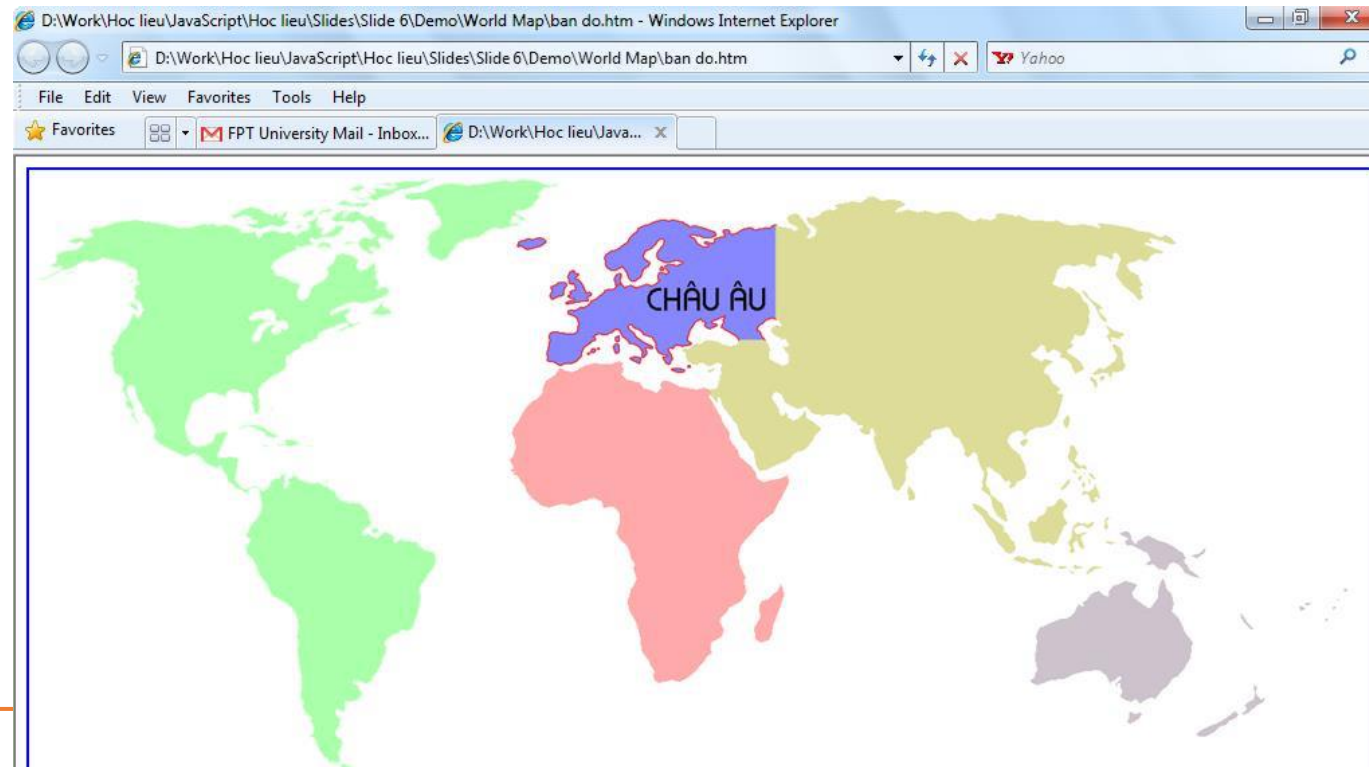 D:\Work\Hoc lieu\JavaScript\Hoc lieu\Slides\Slide 6\Demo\World Map\ban do.htm - Windows Internet Explorer
D:\Work\Hoc lieu\JavaScript\Hoc lieu\Slides\Slide 6\Demo\World Map\ban do.htm
Yahoo
File Edit View Favorites Tools Help
Favorites FPT University Mail - Inbox... D:\Work\Hoc lieu\Java...
CHÂU ÂU